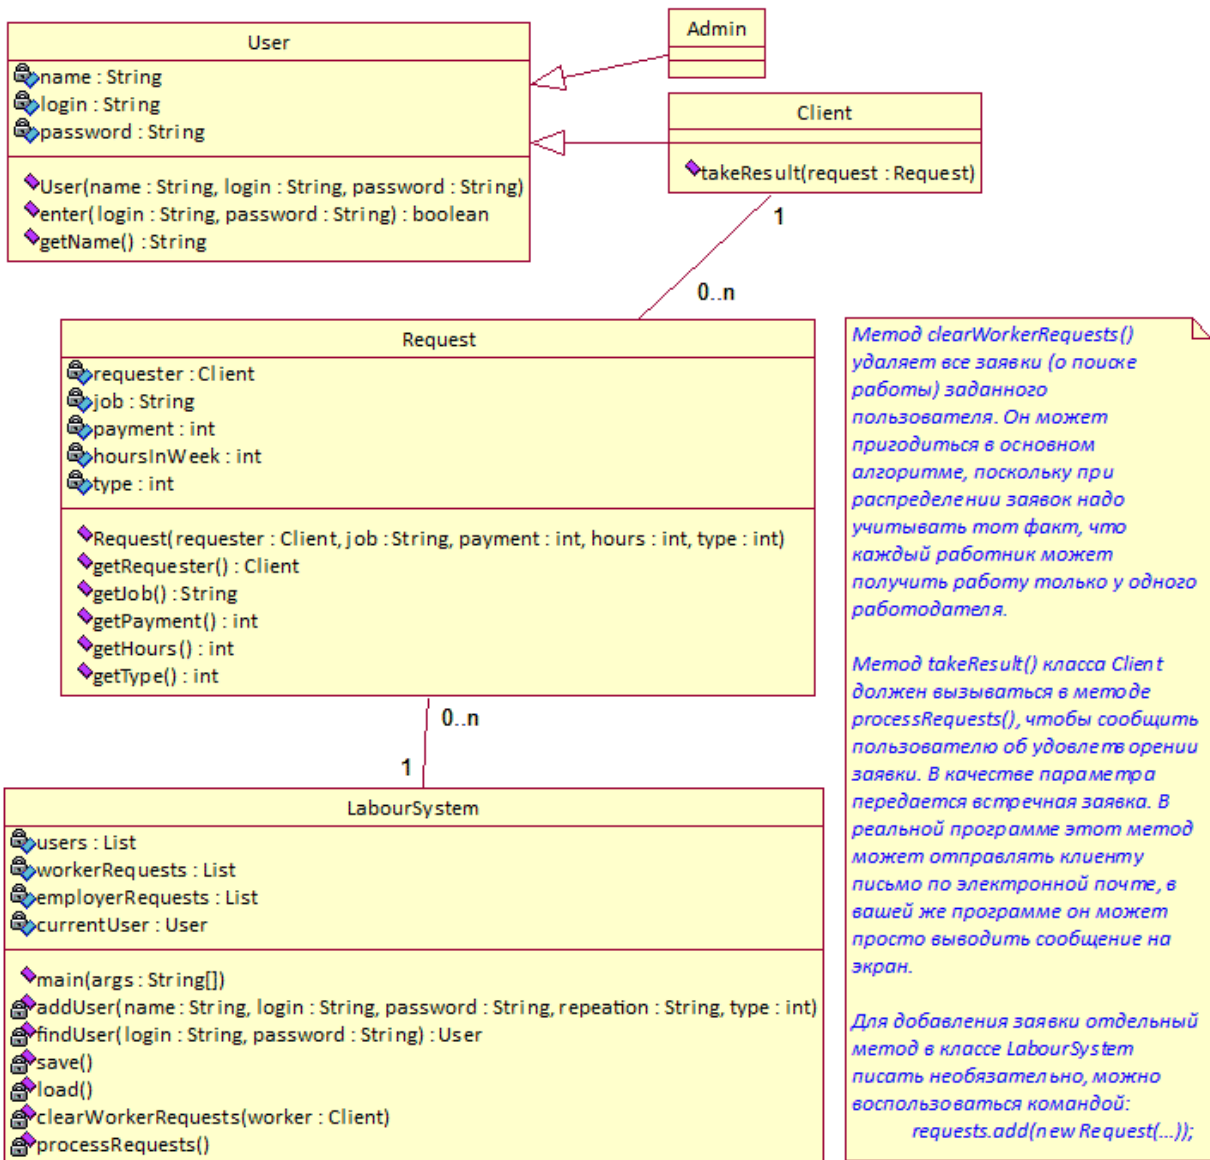 User
name : String
login : String
password : String
User(name : String, login : String, password : String)
enter(login : String, password : String) : boolean
getName() : String
Admin
Client
takeResult(request : Request)
1
0..n
Request
requester : Client
job : String
payment : int
hoursInWeek : int
type : int
Request(requester : Client, job : String, payment : int, hours : int, type : int)
getRequester() : Client
getJob() : String
getPayment() : int
getHours() : int
getType() : int
0..n
1
LabourSystem
users : List
workerRequests : List
employerRequests : List
currentUser : User
main(args : String[])
addUser(name : String, login : String, password : String, repeation : String, type : int)
findUser(login : String, password : String) : User
save()
load()
clearWorkerRequests(worker : Client)
processRequests()
Метод clearWorkerRequests()
удаляет все заявки (о поиске
работы) заданного
пользователя. Он может
пригодиться в основном
алгоритме, поскольку при
распределении заявок надо
учитывать тот факт, что
каждый работник может
получить работу только у одного
работодателя.
Метод takeResult() класса Client
должен вызываться в методе
processRequests(), чтобы сообщить
пользователю об удовлетворении
заявки. В качестве параметра
передается встречная заявка. В
реальной программе этот метод
может отправлять клиенту
письмо по электронной почте, в
вашей же программе он может
просто выводить сообщение на
экран.
Для добавления заявки отдельный
метод в классе LabourSystem
писать необязательно, можно
воспользоваться командой:
requests.add(new Request(...));